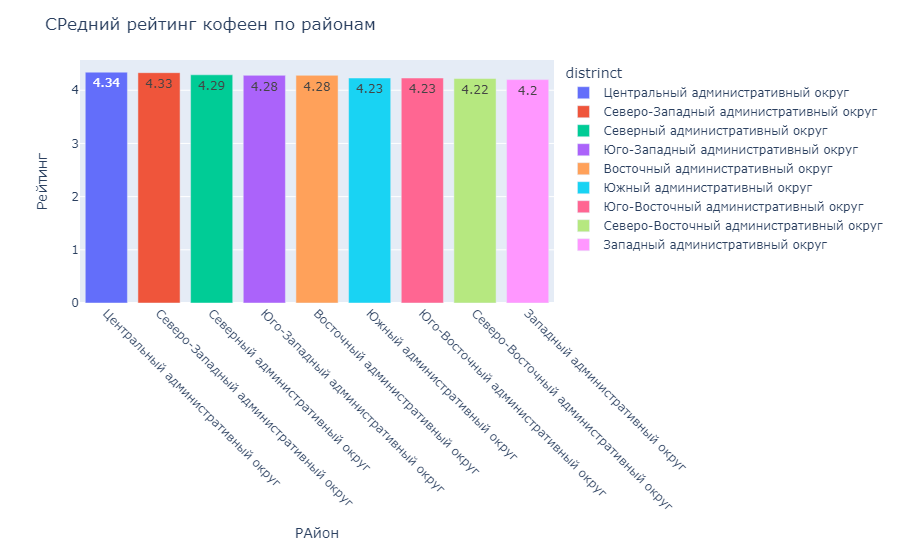 СРедний рейтинг кофеен по районам
4.34
4.33
4.29
4.28
4.28
4.23
4.23
4.22
4.2
4
3
2
1
0
Рейтинг
Центральный административный округ
Северо-Западный административный округ
Северный административный округ
Юго-Западный административный округ
Восточный административный округ
Южный административный округ
Юго-Восточный административный округ
Северо-Восточный административный округ
Западный административный округ
РАйон
distrinct
Центральный административный округ
Северо-Западный административный округ
Северный административный округ
Юго-Западный административный округ
Восточный административный округ
Южный административный округ
Юго-Восточный административный округ
Северо-Восточный административный округ
Западный административный округ